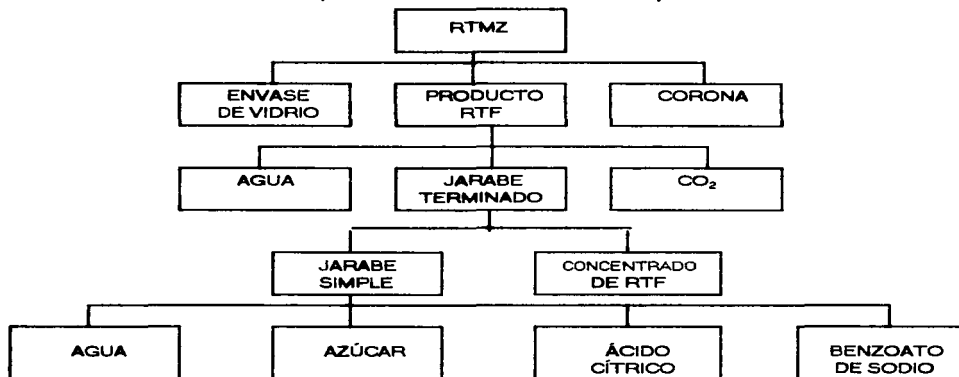 RTMZ
ENVASE
DE VIDRIO
PRODUCTO
RTF
CORONA
AGUA
JARABE
TERMINADO
CO₂
JARABE
SIMPLE
CONCENTRADO
DE RTF
AGUA
AZÚCAR
ÁCIDO
CÍTRICO
BENZOATO
DE SODIO